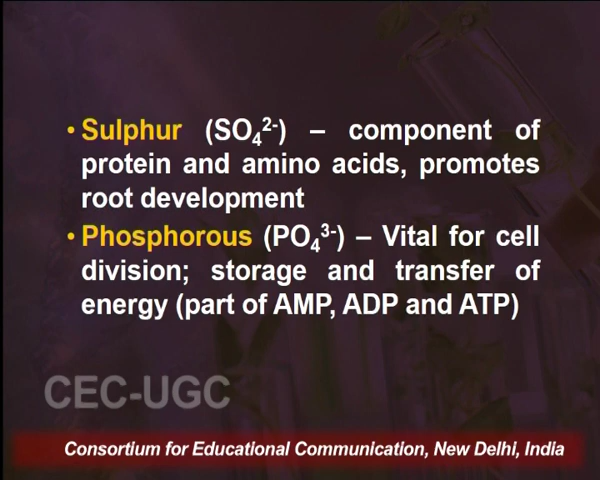 • Sulphur (SO₄²⁻) – component of
protein and amino acids, promotes
root development
• Phosphorous (PO₄³⁻) – Vital for cell
division; storage and transfer of
energy (part of AMP, ADP and ATP)
CEC-UGC
Consortium for Educational Communication, New Delhi, India